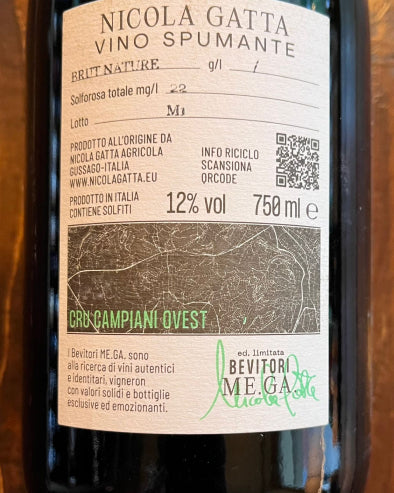 NICOLA GATTA
VINO SPUMANTE
BRUT NATURE g/l 1
Solforosa totale mg/l 22
Lotto M1
PRODOTTO ALL'ORIGINE DA
NICOLA GATTA AGRICOLA
GUSSAGO-ITALIA
WWW.NICOLAGATTA.EU
INFO RICICLO
SCANSIONA
QRCODE
PRODOTTO IN ITALIA
CONTIENE SOLFITI
12% vol 750 ml e
CRU CAMPIANI OVEST
I Bevitori ME.GA. sono
alla ricerca di vini autentici
e identitari, vigneron
con valori solidi e bottiglie
esclusive ed emozionanti.
ed. limitata
BEVITORI
ME.GA.
Nicola Gatta